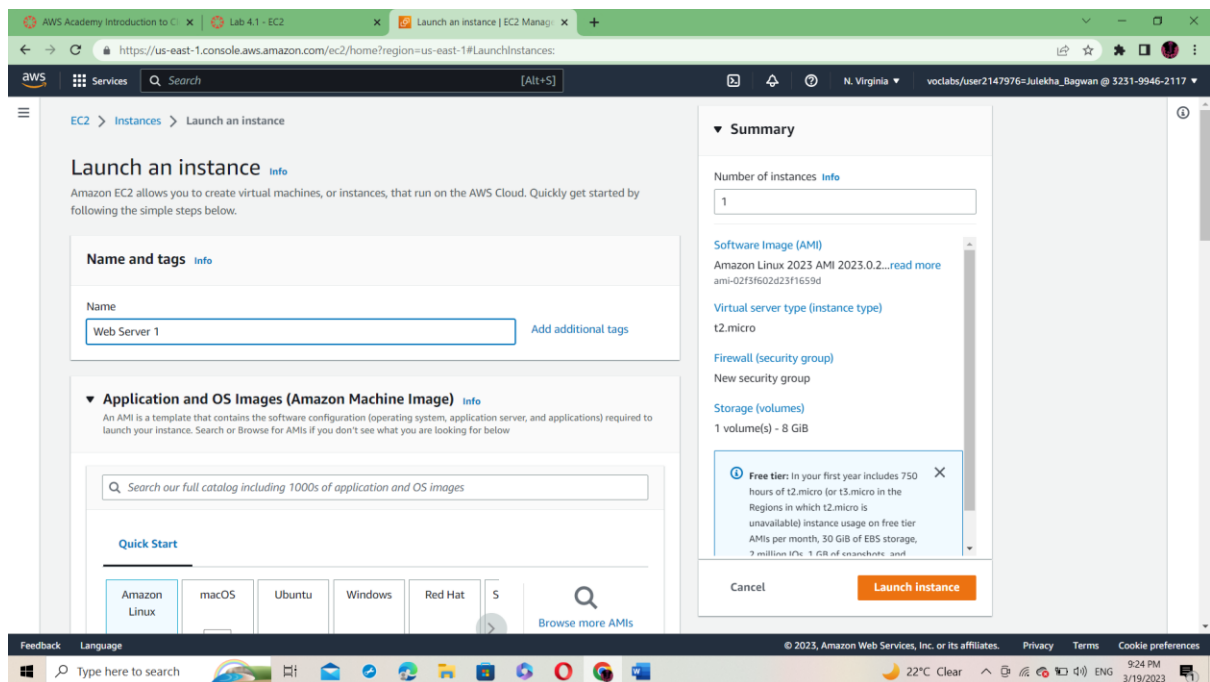 AWS Academy Introduction to Cl
Lab 4.1 - EC2
Launch an instance | EC2 Manage
https://us-east-1.console.aws.amazon.com/ec2/home?region=us-east-1#LaunchInstances:
aws
Services
Search
[Alt+S]
N. Virginia
voclabs/user2147976=Julekha_Bagwan @ 3231-9946-2117
EC2 > Instances > Launch an instance
Launch an instance Info
Amazon EC2 allows you to create virtual machines, or instances, that run on the AWS Cloud. Quickly get started by
following the simple steps below.
Name and tags Info
Name
Web Server 1
Add additional tags
Application and OS Images (Amazon Machine Image) Info
An AMI is a template that contains the software configuration (operating system, application server, and applications) required to
launch your instance. Search or Browse for AMIs if you don't see what you are looking for below
Search our full catalog including 1000s of application and OS images
Quick Start
Amazon
Linux
macOS
Ubuntu
Windows
Red Hat
S
Browse more AMIs
Summary
Number of instances Info
1
Software Image (AMI)
Amazon Linux 2023 AMI 2023.0.2...read more
ami-02f3f602d23f1659d
Virtual server type (instance type)
t2.micro
Firewall (security group)
New security group
Storage (volumes)
1 volume(s) - 8 GiB
Free tier: In your first year includes 750
hours of t2.micro (or t3.micro in the
Regions in which t2.micro is
unavailable) instance usage on free tier
AMIs per month, 30 GiB of EBS storage,
2 million IOs, 1 GB of snapshots, and
Cancel
Launch instance
Feedback
Language
© 2023, Amazon Web Services, Inc. or its affiliates.
Privacy
Terms
Cookie preferences
Type here to search
22°C Clear
ENG
9:24 PM
3/19/2023